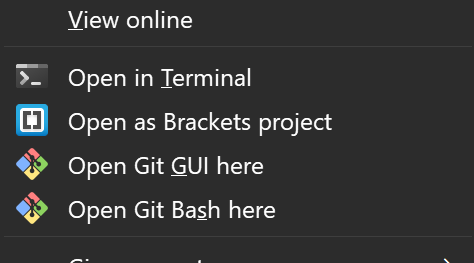 View online
Open in Terminal
Open as Brackets project
Open Git GUI here
Open Git Bash here